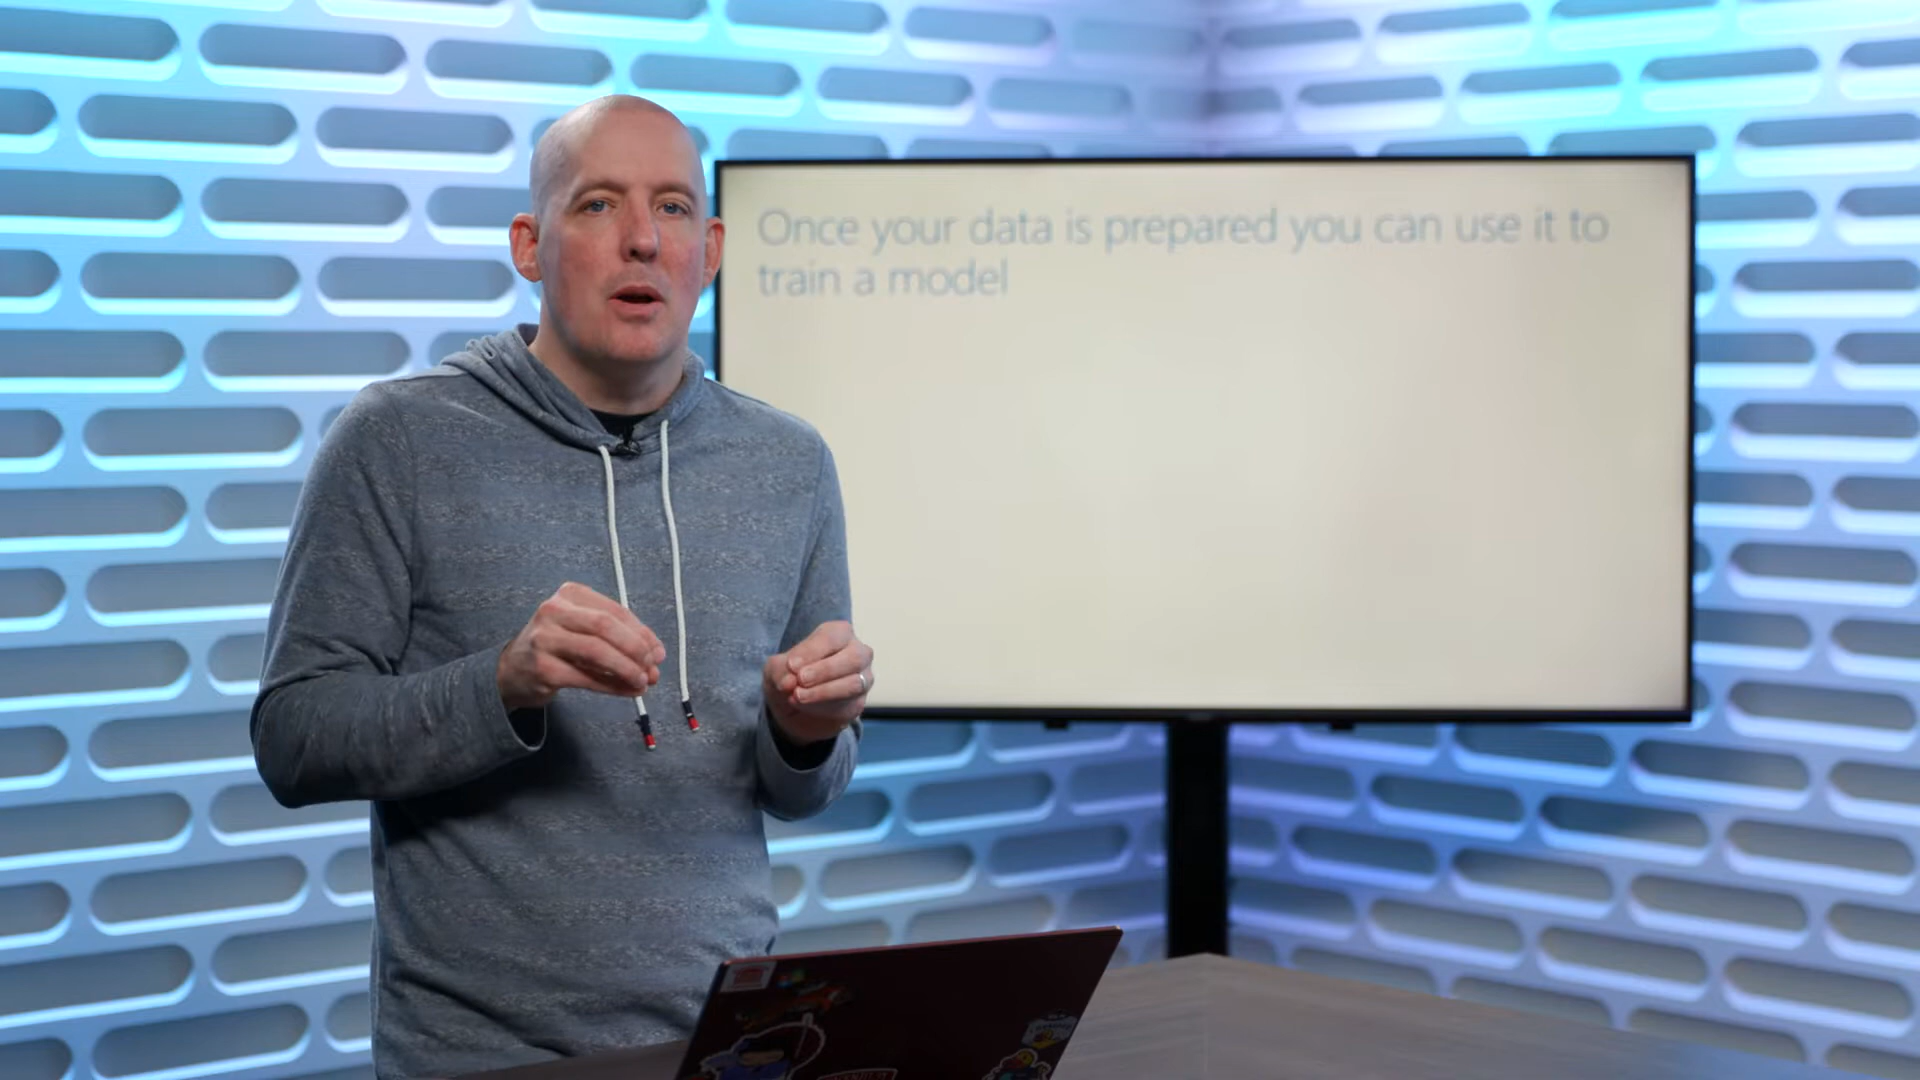 Once your data is prepared you can use it to
train a model